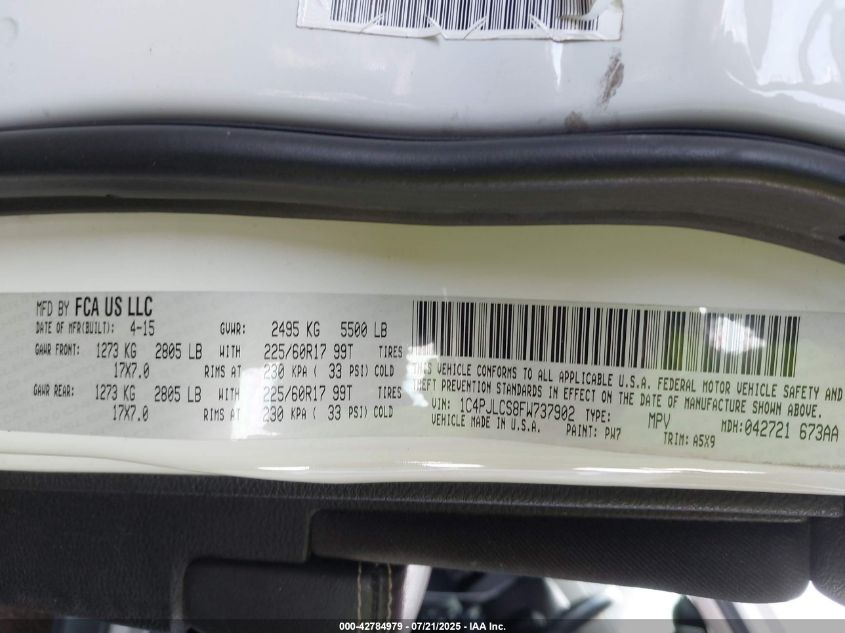 MFD BY FCA US LLC
DATE OF MFR(BUILT): 4-15 GVWR: 2495 KG 5500 LB
GAWR FRONT: 1273 KG 2805 LB WITH 225/60R17 99T TIRES
17X7.0 RIMS AT 230 KPA ( 33 PSI) COLD
GAWR REAR: 1273 KG 2805 LB WITH 225/60R17 99T TIRES
17X7.0 RIMS AT 230 KPA ( 33 PSI) COLD
THIS VEHICLE CONFORMS TO ALL APPLICABLE U.S.A. FEDERAL MOTOR VEHICLE SAFETY AND
THEFT PREVENTION STANDARDS IN EFFECT ON THE DATE OF MANUFACTURE SHOWN ABOVE.
VIN: 1C4PJLCS8FW737902 TYPE: MPV MDH:042721 673AA
VEHICLE MADE IN U.S.A. PAINT: PW7 TRIM: A5X9
000-42784979 - 07/21/2025 - IAA Inc.